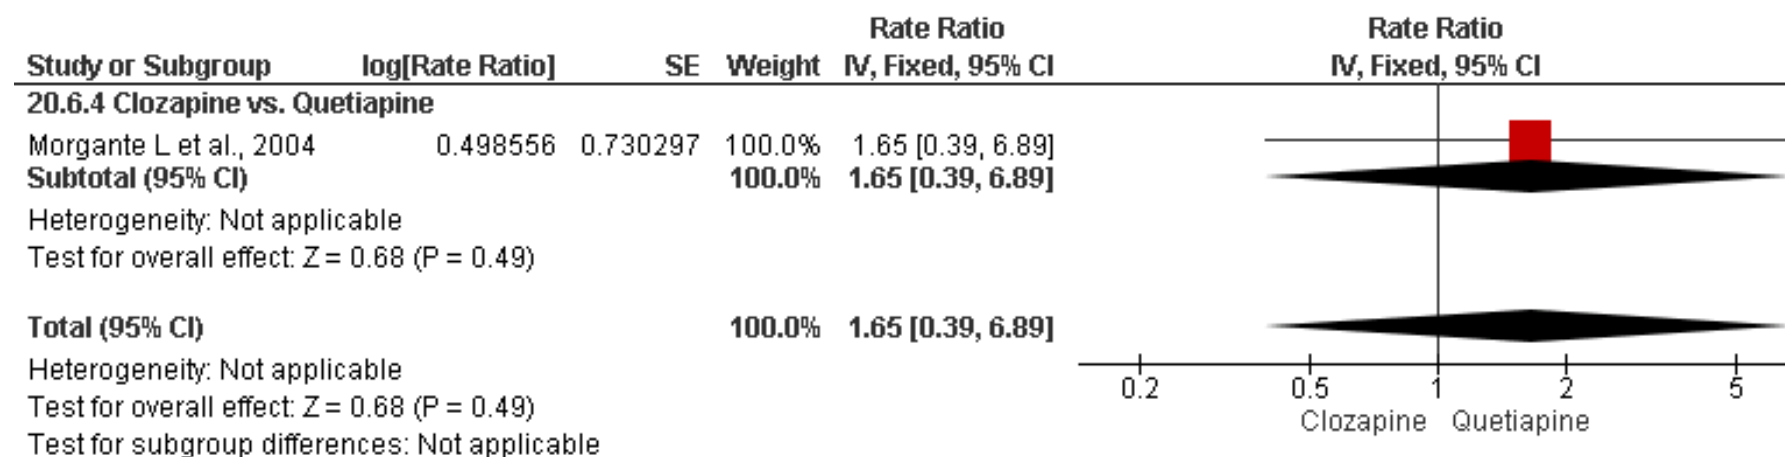 Rate Ratio Rate Ratio
Study or Subgroup log[Rate Ratio] SE Weight IV, Fixed, 95% CI IV, Fixed, 95% CI
20.6.4 Clozapine vs. Quetiapine
Morgante L et al., 2004 0.498556 0.730297 100.0% 1.65 [0.39, 6.89]
Subtotal (95% CI) 100.0% 1.65 [0.39, 6.89]
Heterogeneity: Not applicable
Test for overall effect: Z = 0.68 (P = 0.49)
Total (95% CI) 100.0% 1.65 [0.39, 6.89]
Heterogeneity: Not applicable
0.2 0.5 1 2 5
Test for overall effect: Z = 0.68 (P = 0.49)
Clozapine Quetiapine
Test for subgroup differences: Not applicable